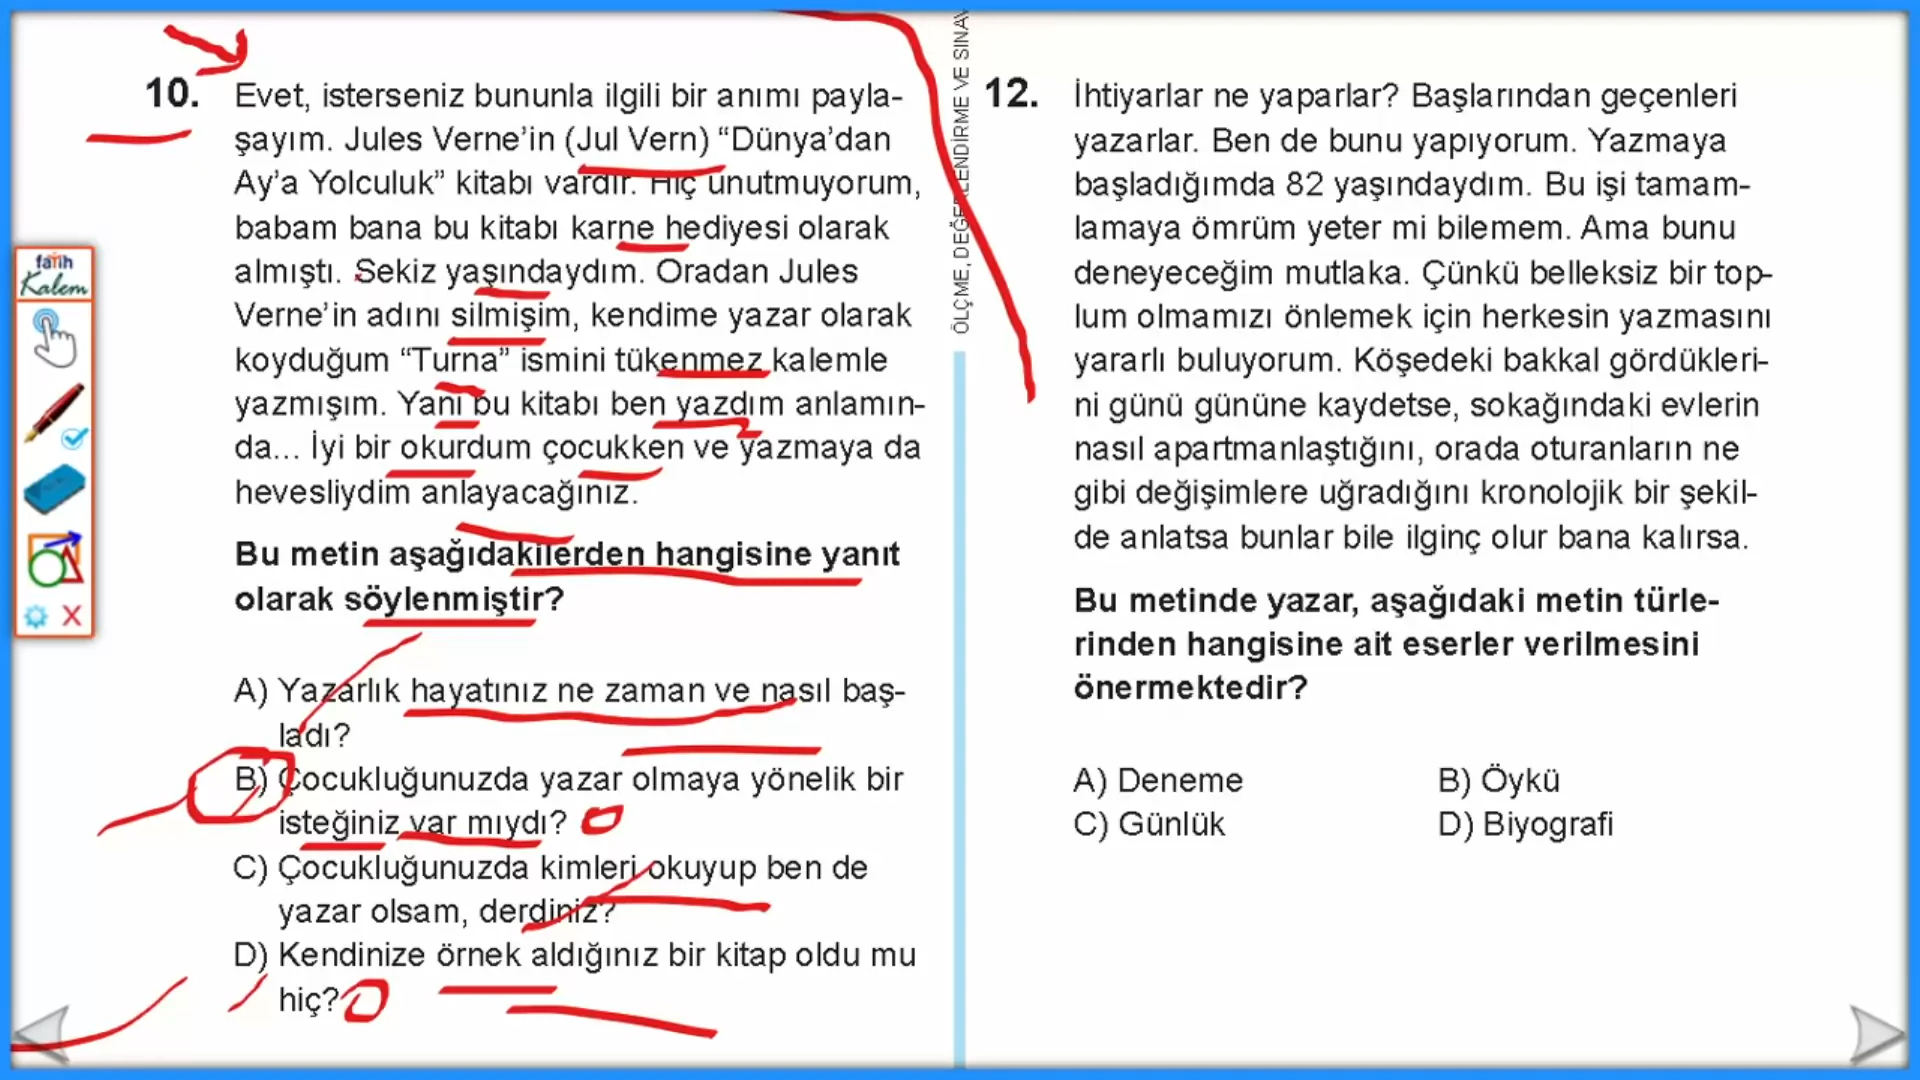 fatih
Kalem
10. Evet, isterseniz bununla ilgili bir anımı payla-
şayım. Jules Verne'in (Jul Vern) "Dünya'dan
Ay'a Yolculuk" kitabı vardır. Hiç unutmuyorum,
babam bana bu kitabı karne hediyesi olarak
almıştı. Sekiz yaşındaydım. Oradan Jules
Verne'in adını silmişim, kendime yazar olarak
koyduğum "Turna" ismini tükenmez kalemle
yazmışım. Yani bu kitabı ben yazdım anlamın-
da... İyi bir okurdum çocukken ve yazmaya da
hevesliydim anlayacağınız.
Bu metin aşağıdakilerden hangisine yanıt
olarak söylenmiştir?
A) Yazarlık hayatınız ne zaman ve nasıl baş-
ladı?
B) Çocukluğunuzda yazar olmaya yönelik bir
isteğiniz var mıydı?
C) Çocukluğunuzda kimleri okuyup ben de
yazar olsam, derdiniz?
D) Kendinize örnek aldığınız bir kitap oldu mu
hiç?
ÖLÇME, DEĞERLENDİRME VE SINAV
12. İhtiyarlar ne yaparlar? Başlarından geçenleri
yazarlar. Ben de bunu yapıyorum. Yazmaya
başladığımda 82 yaşındaydım. Bu işi tamam-
lamaya ömrüm yeter mi bilemem. Ama bunu
deneyeceğim mutlaka. Çünkü belleksiz bir top-
lum olmamızı önlemek için herkesin yazmasını
yararlı buluyorum. Köşedeki bakkal gördükleri-
ni günü gününe kaydetse, sokağındaki evlerin
nasıl apartmanlaştığını, orada oturanların ne
gibi değişimlere uğradığını kronolojik bir şekil-
de anlatsa bunlar bile ilginç olur bana kalırsa.
Bu metinde yazar, aşağıdaki metin türle-
rinden hangisine ait eserler verilmesini
önermektedir?
A) Deneme B) Öykü
C) Günlük D) Biyografi